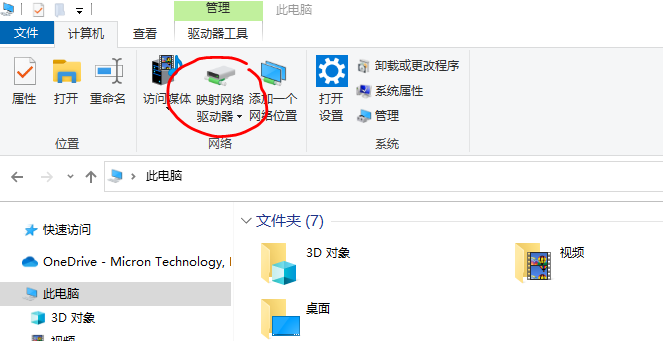 管理
此电脑
文件
计算机
查看
驱动器工具
属性
打开
重命名
访问媒体
映射网络
驱动器
添加一个
网络位置
打开
设置
卸载或更改程序
系统属性
管理
位置
网络
系统
此电脑
快速访问
OneDrive - Micron Technology,
此电脑
3D 对象
视频
文件夹 (7)
3D 对象
视频
桌面